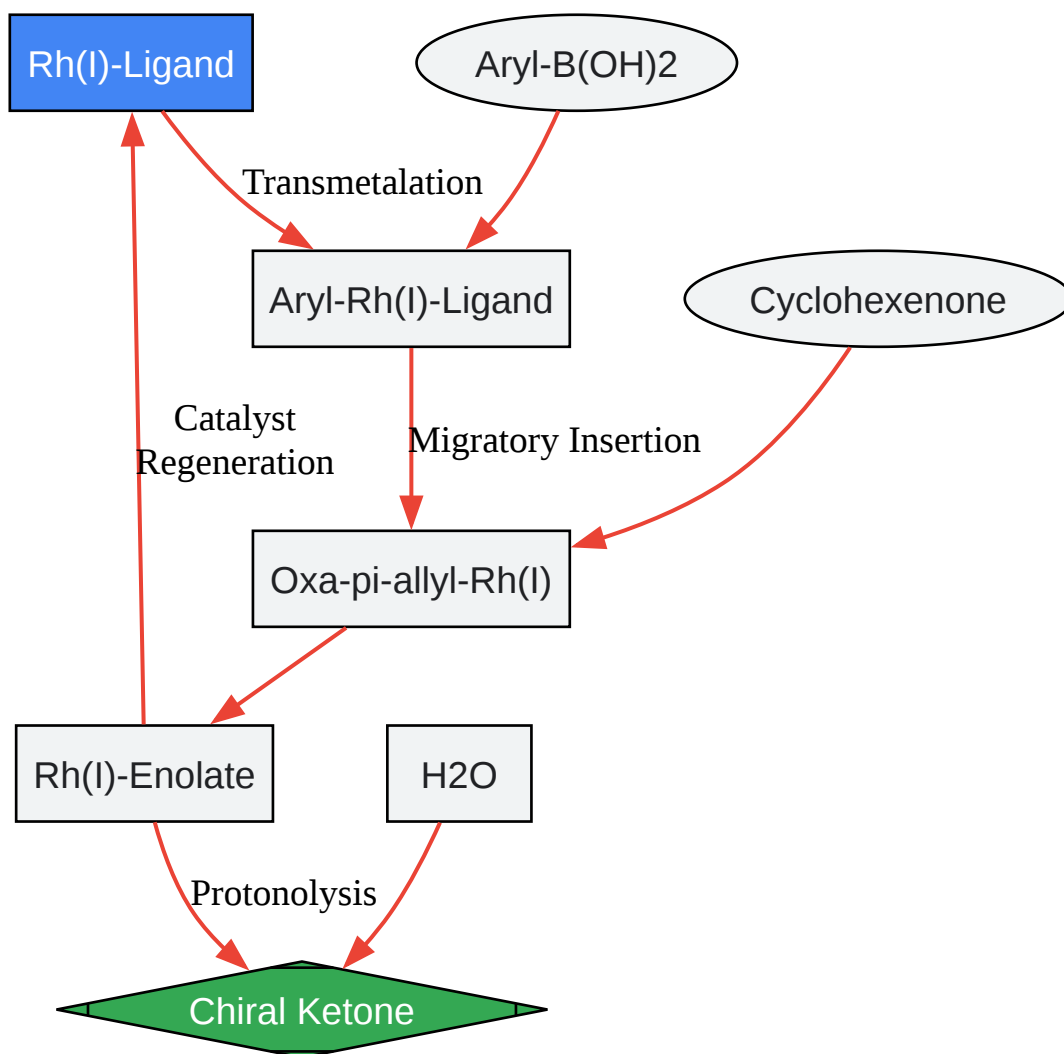 Rh(I)-Ligand
Aryl-B(OH)2
Transmetalation
Aryl-Rh(I)-Ligand
Cyclohexenone
Catalyst
Regeneration
Migratory Insertion
Oxa-pi-allyl-Rh(I)
Rh(I)-Enolate
H2O
Protonolysis
Chiral Ketone